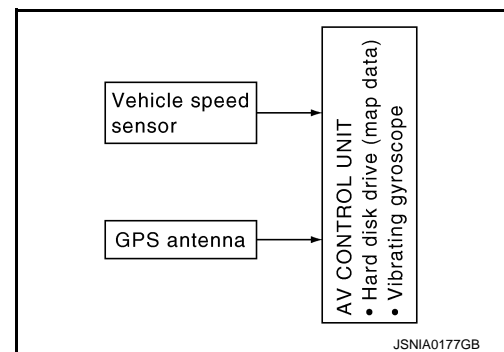 Vehicle speed
sensor
GPS antenna
AV CONTROL UNIT
• Hard disk drive (map data)
• Vibrating gyroscope
JSNIA0177GB